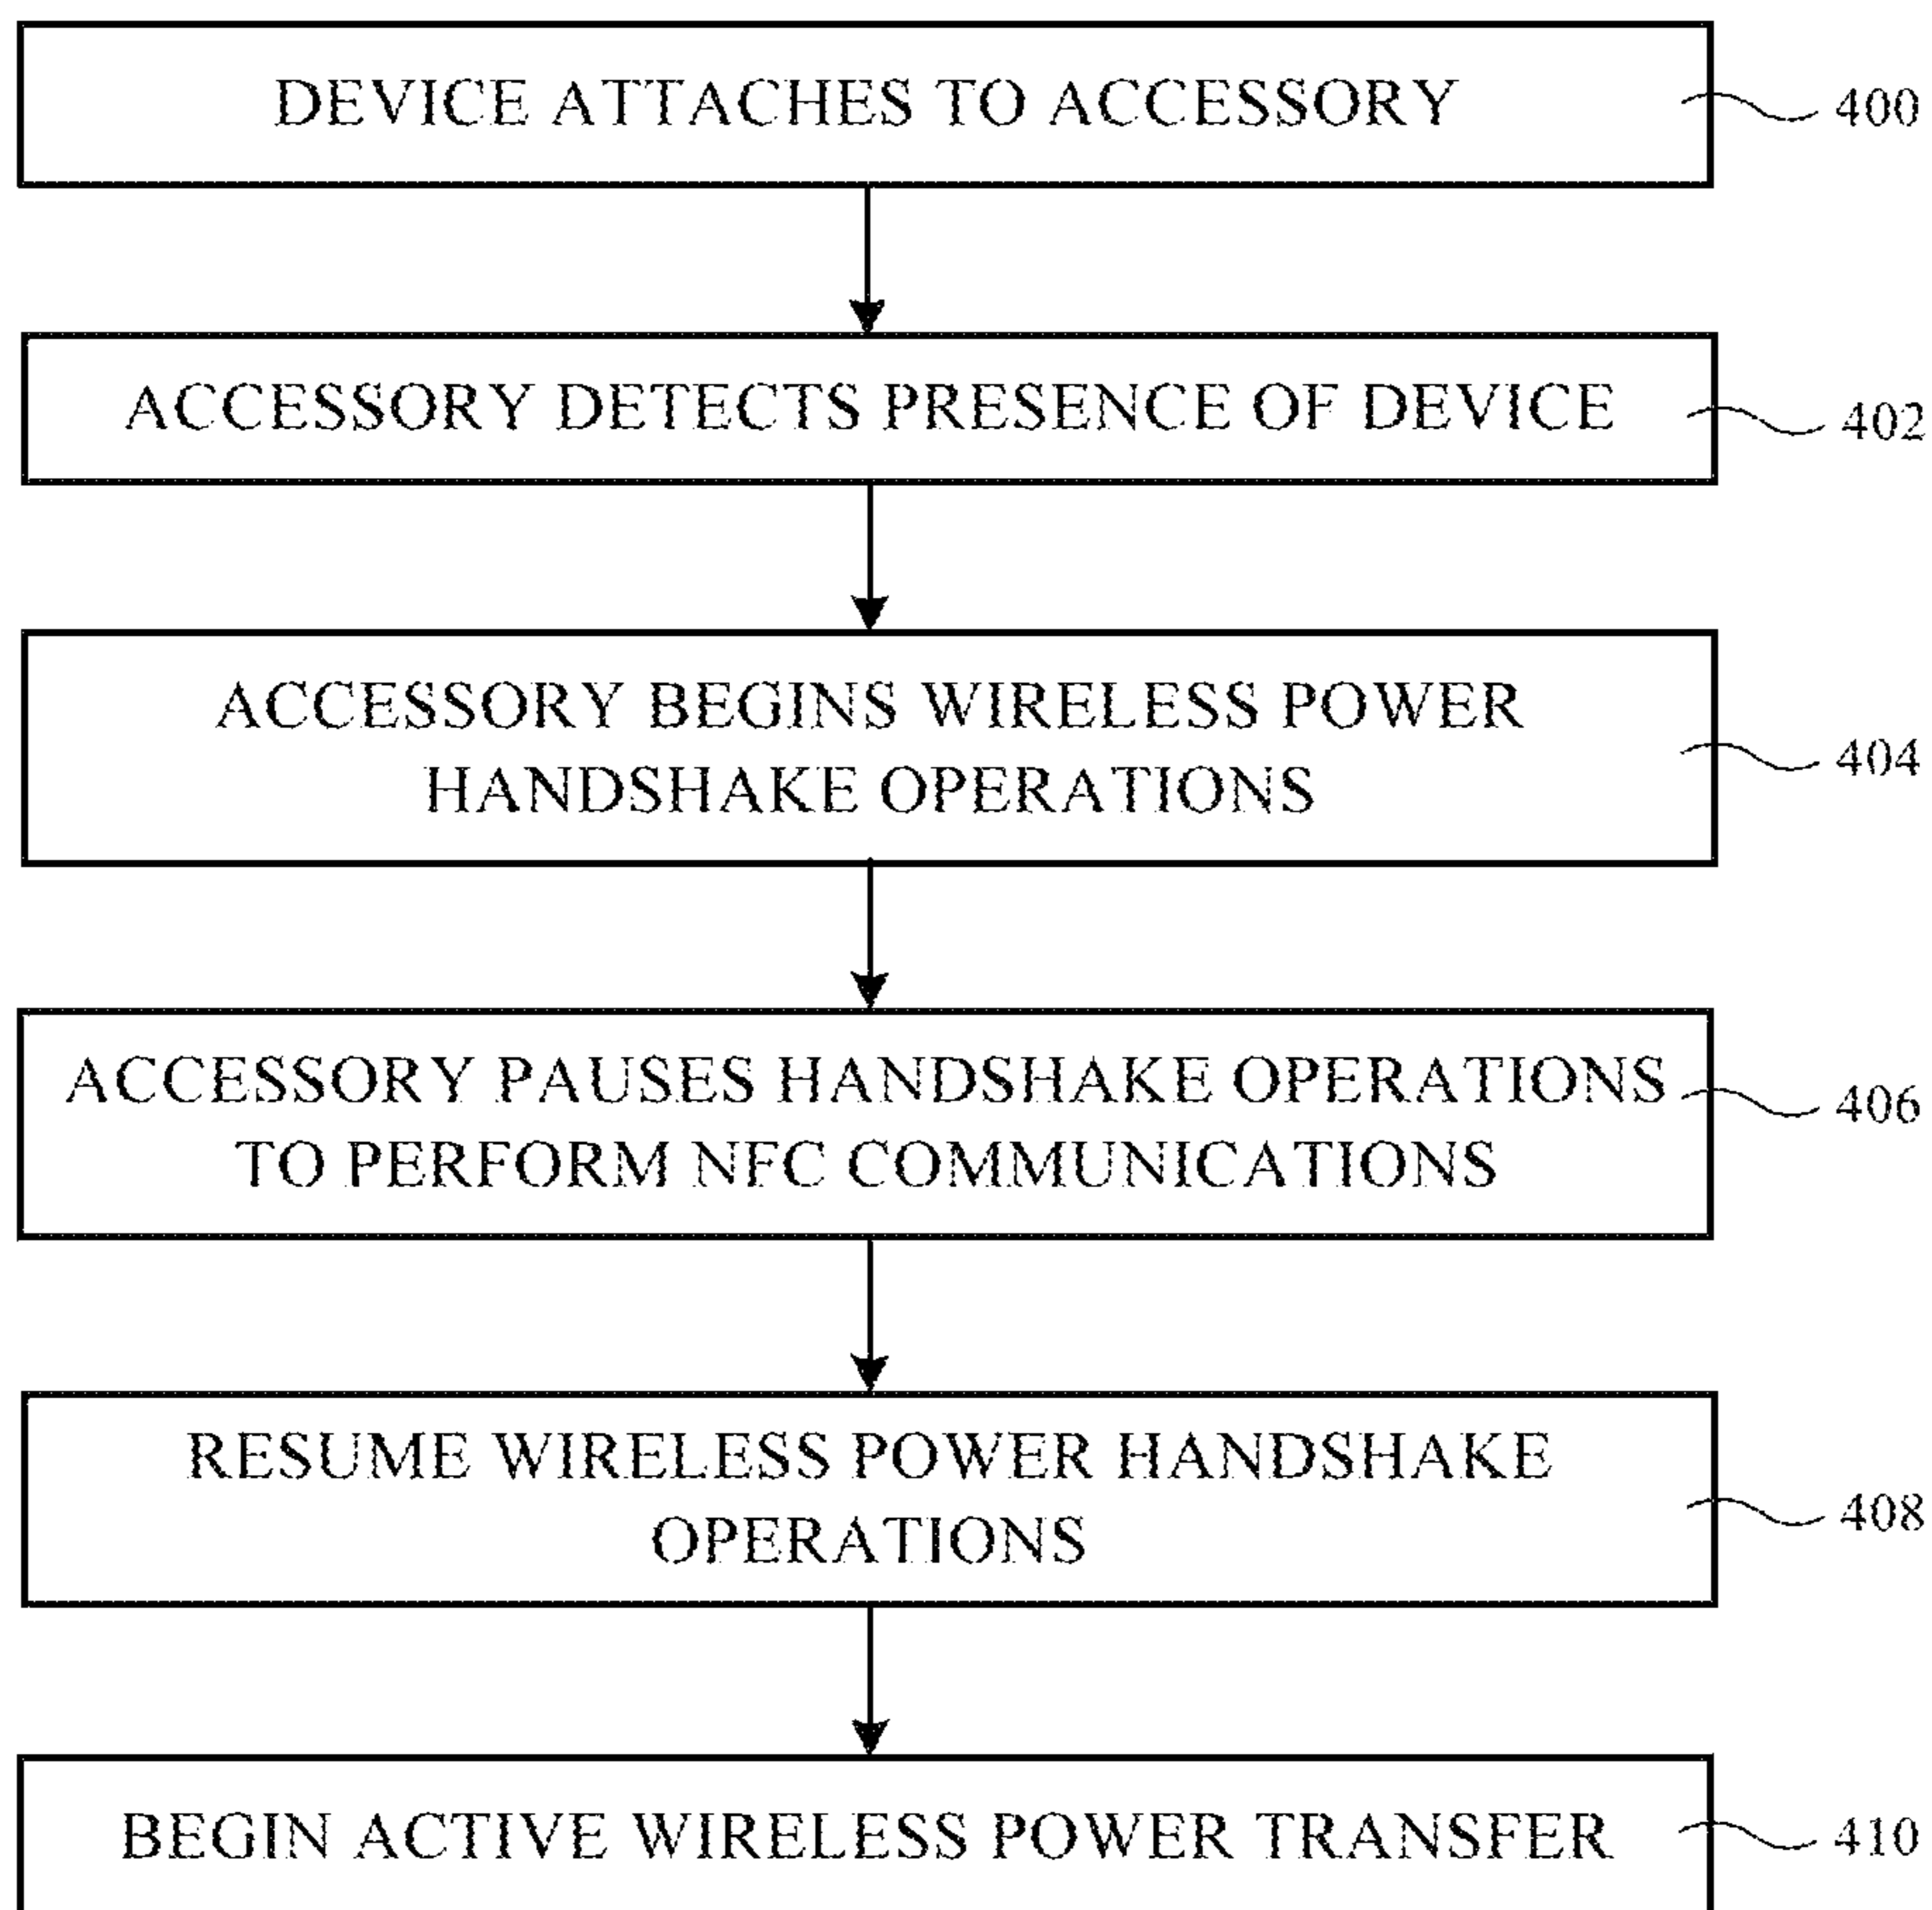 DEVICE ATTACHES TO ACCESSORY
400
ACCESSORY DETECTS PRESENCE OF DEVICE
402
ACCESSORY BEGINS WIRELESS POWER
HANDSHAKE OPERATIONS
404
ACCESSORY PAUSES HANDSHAKE OPERATIONS
TO PERFORM NFC COMMUNICATIONS
406
RESUME WIRELESS POWER HANDSHAKE
OPERATIONS
408
BEGIN ACTIVE WIRELESS POWER TRANSFER
410